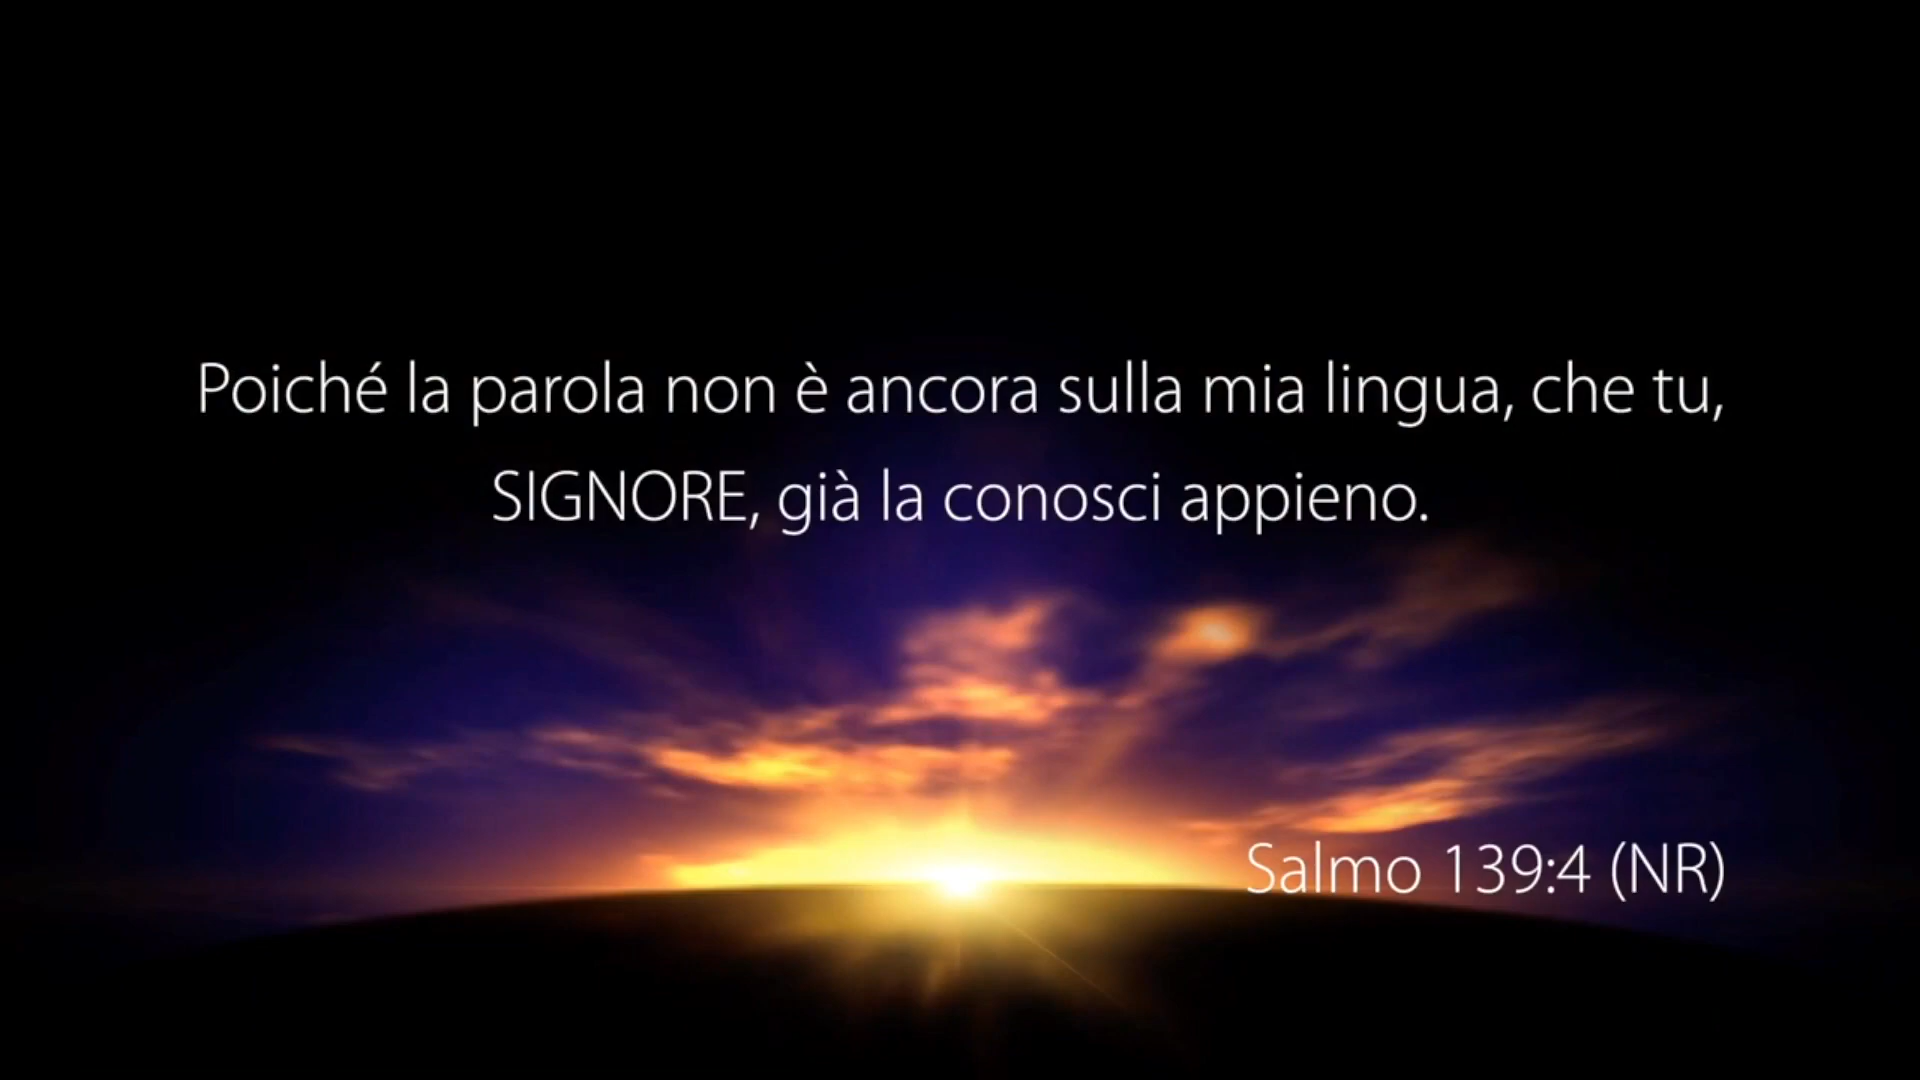 Poiché la parola non è ancora sulla mia lingua, che tu,
SIGNORE, già la conosci appieno.
Salmo 139:4 (NR)